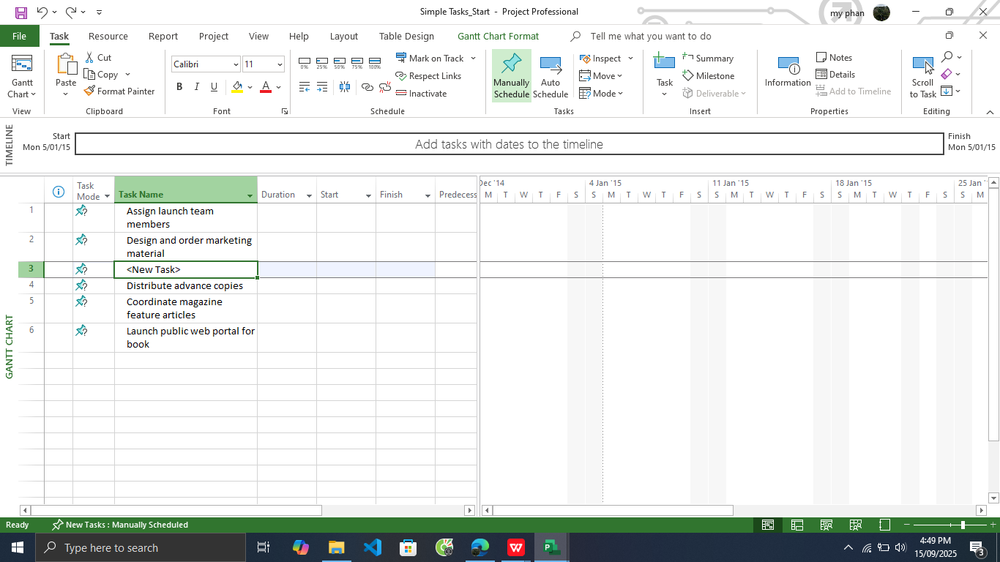 Simple Tasks_Start - Project Professional
my phan
File Task Resource Report Project View Help Layout Table Design Gantt Chart Format Tell me what you want to do
Gantt
Chart
View
Paste
Cut
Copy
Format Painter
Clipboard
Calibri 11
B I U A
Font
0% 25% 50% 75% 100%
Mark on Track
Respect Links
Inactivate
Schedule
Manually
Schedule
Auto
Schedule
Inspect
Move
Mode
Tasks
Task
Summary
Milestone
Deliverable
Insert
Information
Notes
Details
Add to Timeline
Properties
Scroll
to Task
Editing
TIMELINE
Start
Mon 5/01/15
Add tasks with dates to the timeline
Finish
Mon 5/01/15
GANTT CHART
Task
Mode
Task Name
Duration
Start
Finish
Predecess
Dec '14 4 Jan '15 11 Jan '15 18 Jan '15 25 Jan '
M T W T F S S M T W T F S S M T W T F S S M T W T F S S M
1 Assign launch team
members
2 Design and order marketing
material
3 <New Task>
4 Distribute advance copies
5 Coordinate magazine
feature articles
6 Launch public web portal for
book
Ready New Tasks : Manually Scheduled
Type here to search
4:49 PM
15/09/2025
3